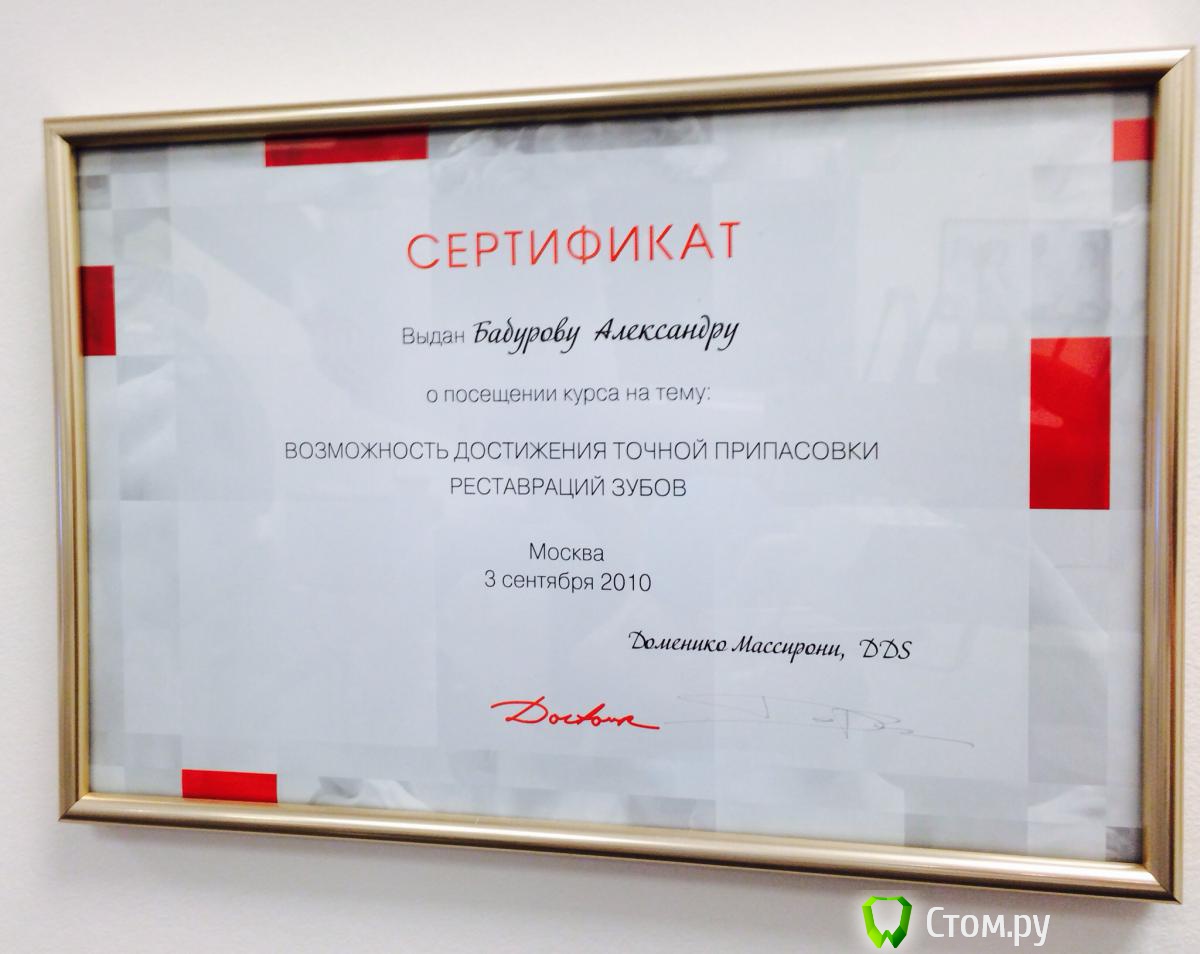 СЕРТИФИКАТ
Выдан Бабурову Александру
о посещении курса на тему:
ВОЗМОЖНОСТЬ ДОСТИЖЕНИЯ ТОЧНОЙ ПРИПАСОВКИ
РЕСТАВРАЦИЙ ЗУБОВ
Москва
3 сентября 2010
Доменико Массирони, DDS
Doctour
Стом.ру